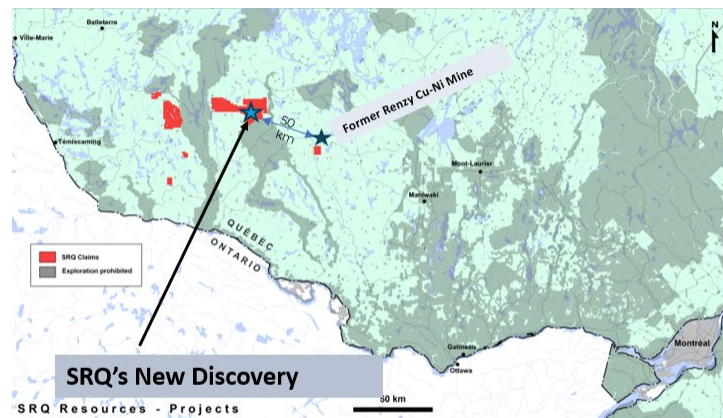 Belleterre
Ville-Marie
N
Former Renzy Cu-Ni Mine
50
km
Témiscaming
Mont-Laurier
Maniwaki
QUÉBEC
ONTARIO
SRQ Claims
Exploration prohibited
Montréal
Gatineau
Ottawa
SRQ's New Discovery
50 km
SRQ Resources - Projects